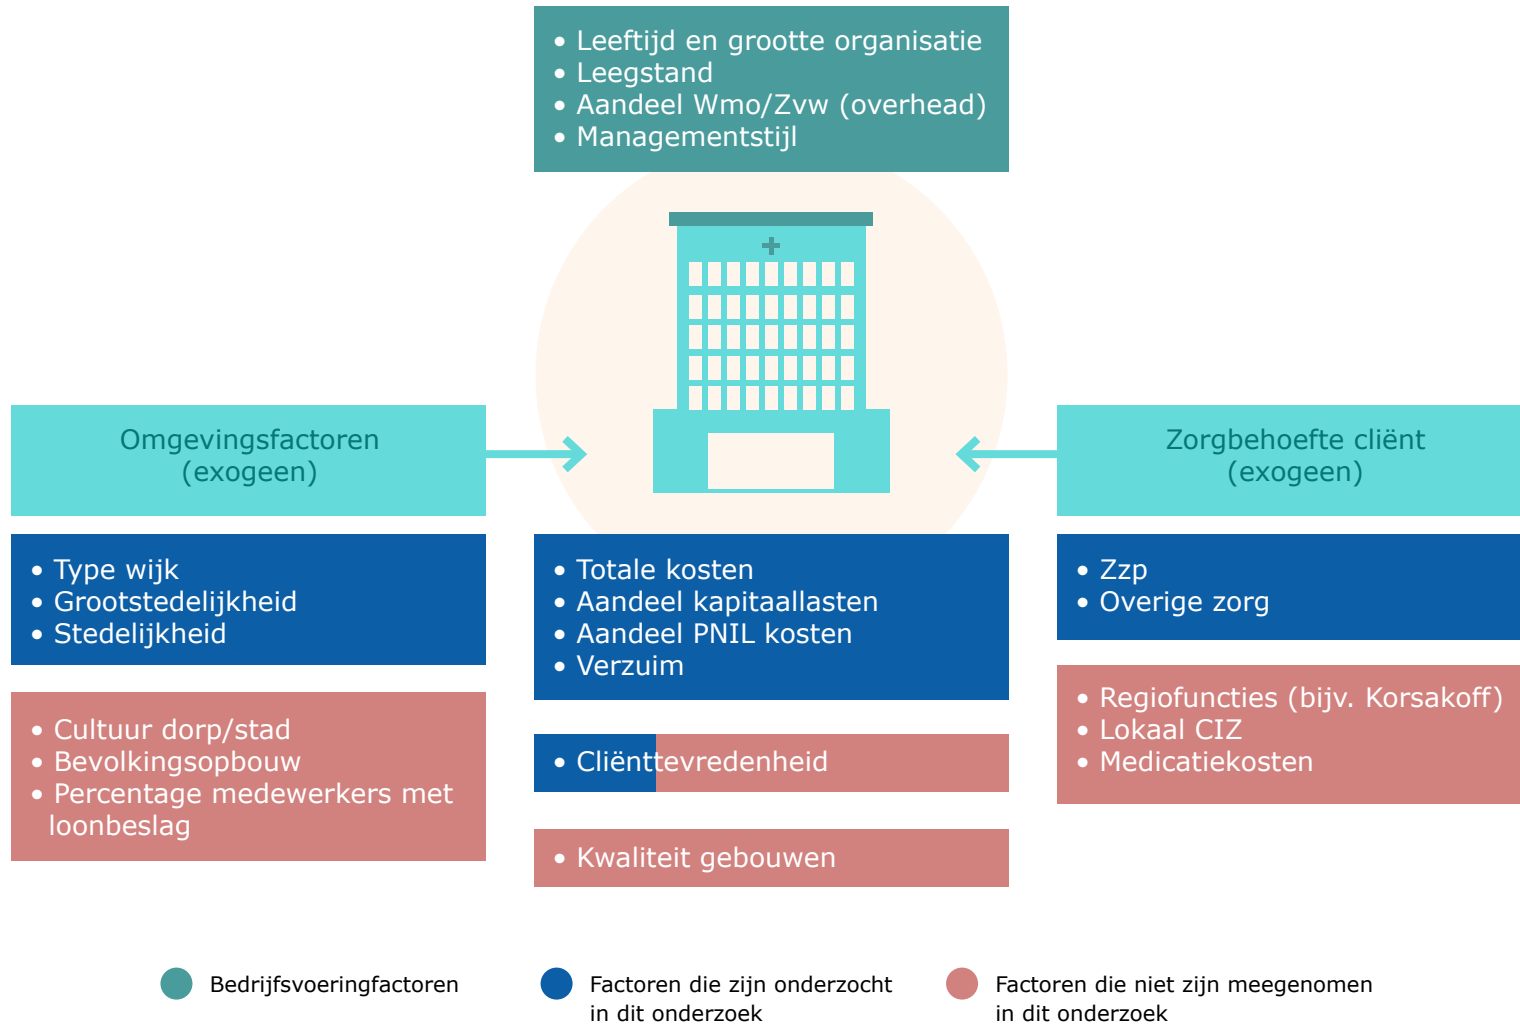 • Leeftijd en grootte organisatie
• Leegstand
• Aandeel Wmo/Zvw (overhead)
• Managementstijl
Omgevingsfactoren
(exogeen)
• Type wijk
• Grootstedelijkheid
• Stedelijkheid
• Cultuur dorp/stad
• Bevolkingsopbouw
• Percentage medewerkers met
loonbeslag
• Totale kosten
• Aandeel kapitaallasten
• Aandeel PNIL kosten
• Verzuim
• Cliënttevredenheid
• Kwaliteit gebouwen
Zorgbehoefte cliënt
(exogeen)
• Zzp
• Overige zorg
• Regiofuncties (bijv. Korsakoff)
• Lokaal CIZ
• Medicatiekosten
Bedrijfsvoeringfactoren
Factoren die zijn onderzocht
in dit onderzoek
Factoren die niet zijn meegenomen
in dit onderzoek